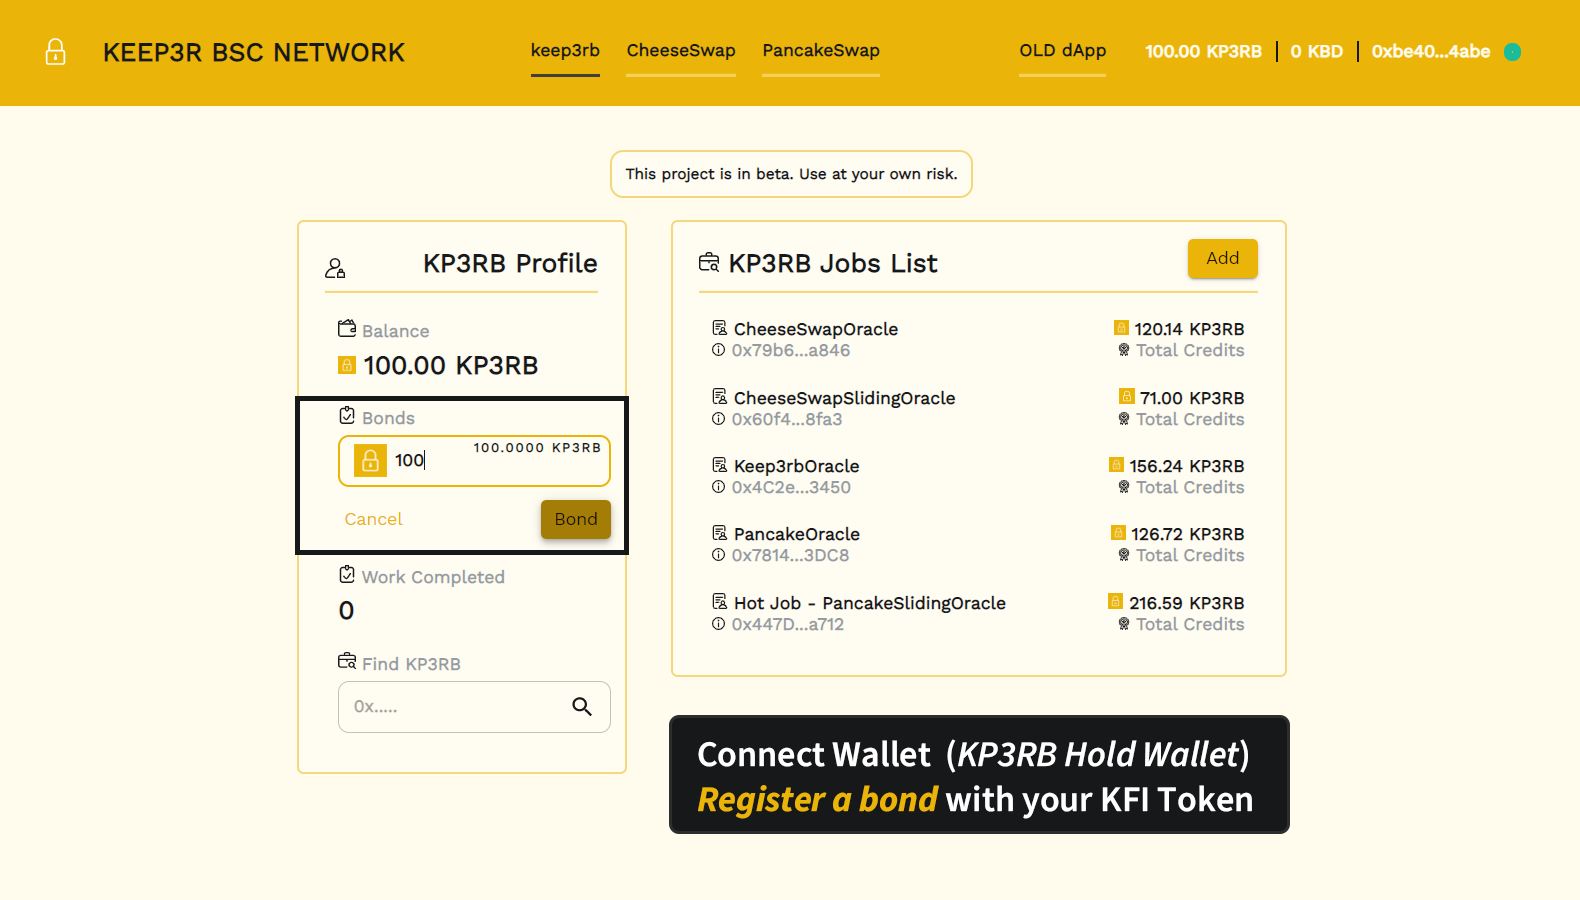 KEEP3R BSC NETWORK
keep3rb CheeseSwap PancakeSwap OLD dApp 100.00 KP3RB 0 KBD 0xbe40...4abe
This project is in beta. Use at your own risk.
KP3RB Profile
Balance
100.00 KP3RB
Bonds
100.0000 KP3RB
100
Cancel Bond
Work Completed
0
Find KP3RB
0x.....
KP3RB Jobs List Add
CheeseSwapOracle 120.14 KP3RB
0x79b6...a846 Total Credits
CheeseSwapSlidingOracle 71.00 KP3RB
0x60f4...8fa3 Total Credits
Keep3rbOracle 156.24 KP3RB
0x4C2e...3450 Total Credits
PancakeOracle 126.72 KP3RB
0x7814...3DC8 Total Credits
Hot Job - PancakeSlidingOracle 216.59 KP3RB
0x447D...a712 Total Credits
Connect Wallet (KP3RB Hold Wallet)
Register a bond with your KFI Token